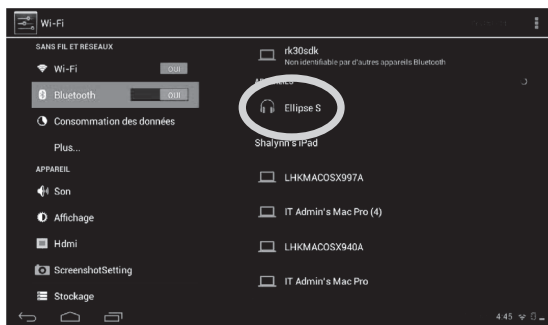 Wi-Fi
SANS FIL ET RÉSEAUX
Wi-Fi
OUI
Bluetooth
OUI
Consommation des données
Plus...
APPAREIL
Son
Affichage
Hdmi
ScreenshotSetting
Stockage
rk30sdk
Non identifiable par d'autres appareils Bluetooth
Ellipse S
Shalynn's iPad
LHKMACOSX997A
IT Admin's Mac Pro (4)
LHKMACOSX940A
IT Admin's Mac Pro
4:45